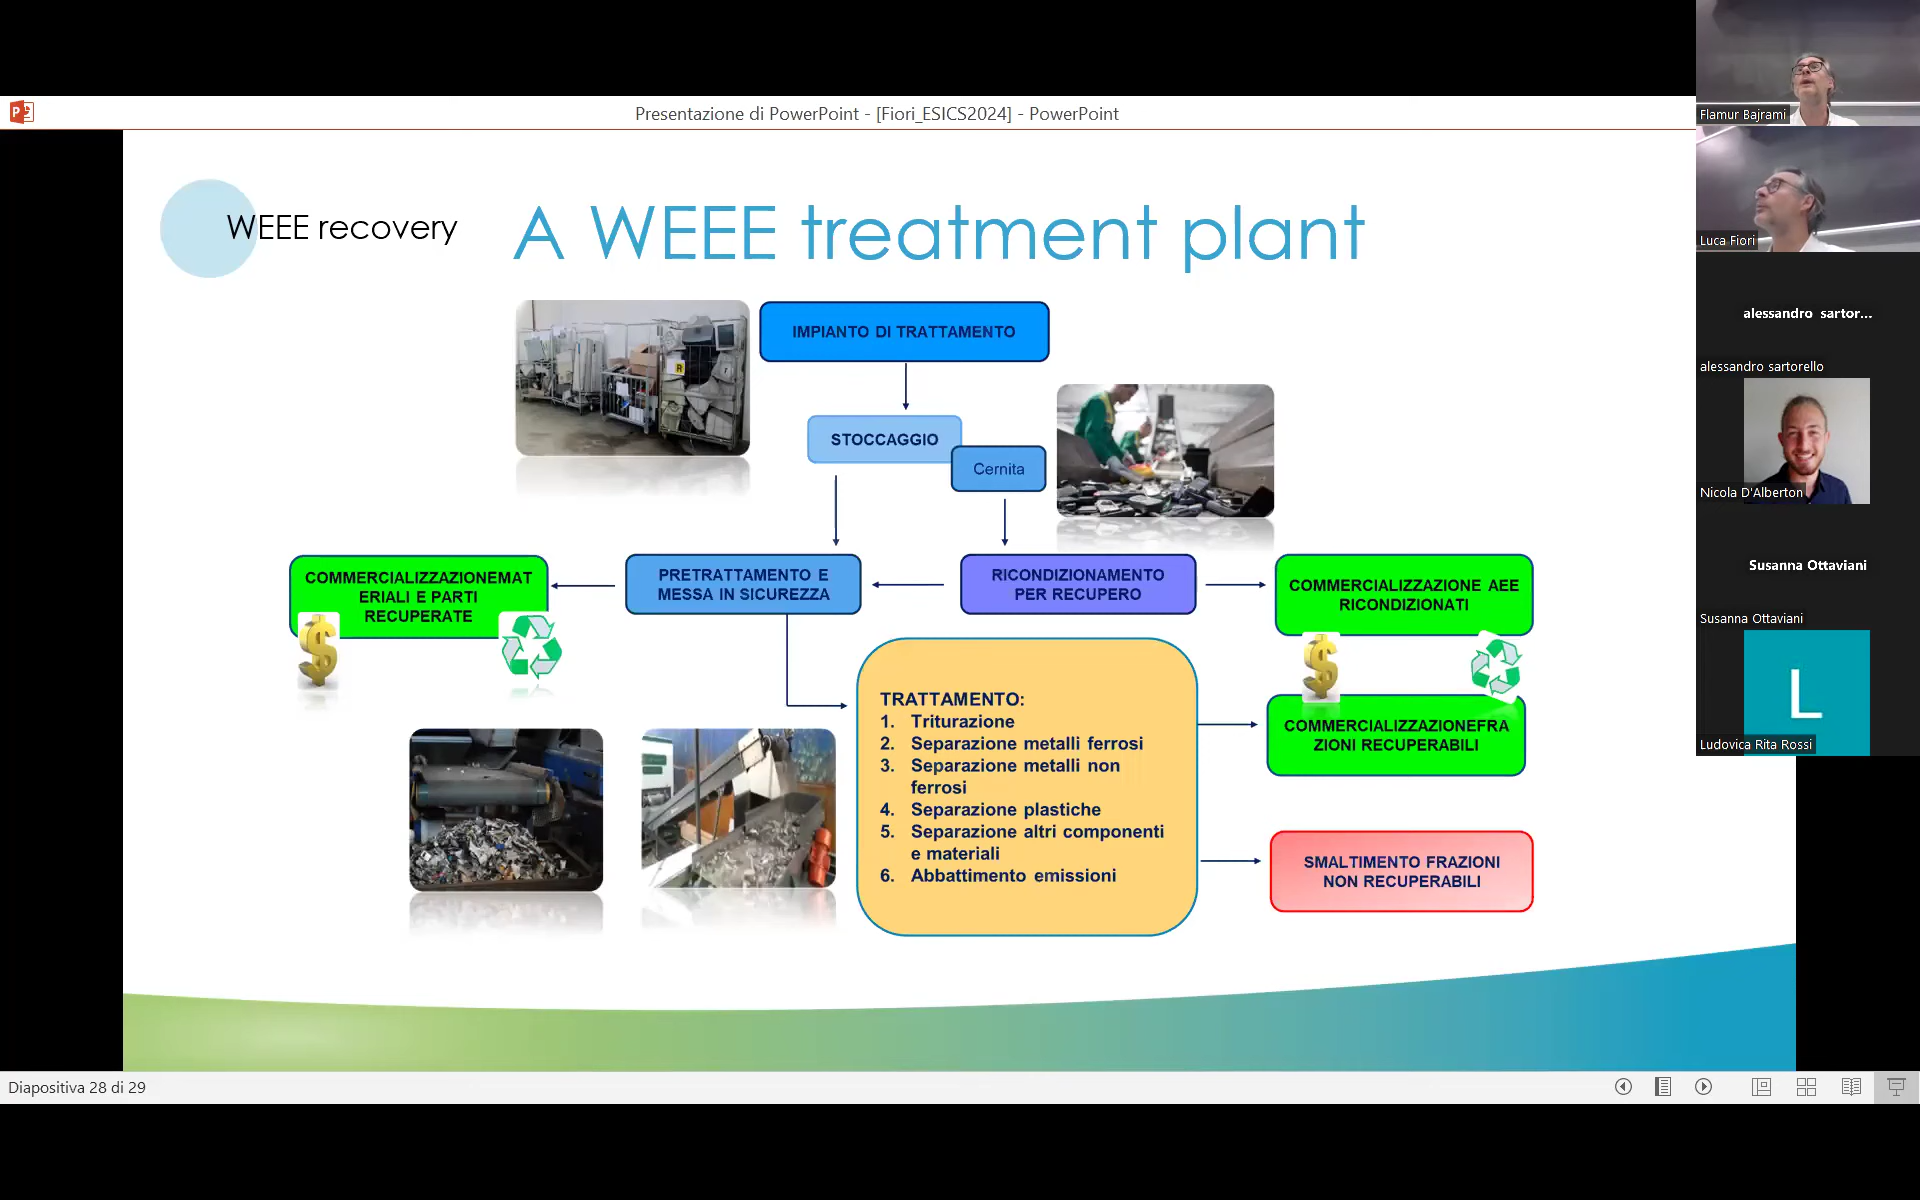 Presentazione di PowerPoint - [Fiori_ESICS2024] - PowerPoint
WEEE recovery
A WEEE treatment plant
IMPIANTO DI TRATTAMENTO
STOCCAGGIO
Cernita
COMMERCIALIZZAZIONEMAT
ERIALI E PARTI
RECUPERATE
PRETRATTAMENTO E
MESSA IN SICUREZZA
RICONDIZIONAMENTO
PER RECUPERO
COMMERCIALIZZAZIONE AEE
RICONDIZIONATI
TRATTAMENTO:
1. Triturazione
2. Separazione metalli ferrosi
3. Separazione metalli non
ferrosi
4. Separazione plastiche
5. Separazione altri componenti
e materiali
6. Abbattimento emissioni
COMMERCIALIZZAZIONEFRA
ZIONI RECUPERABILI
SMALTIMENTO FRAZIONI
NON RECUPERABILI
Diapositiva 28 di 29
Flamur Bajrami
Luca Fiori
alessandro sartor...
alessandro sartorello
Nicola D'Alberton
Susanna Ottaviani
Susanna Ottaviani
L
Ludovica Rita Rossi